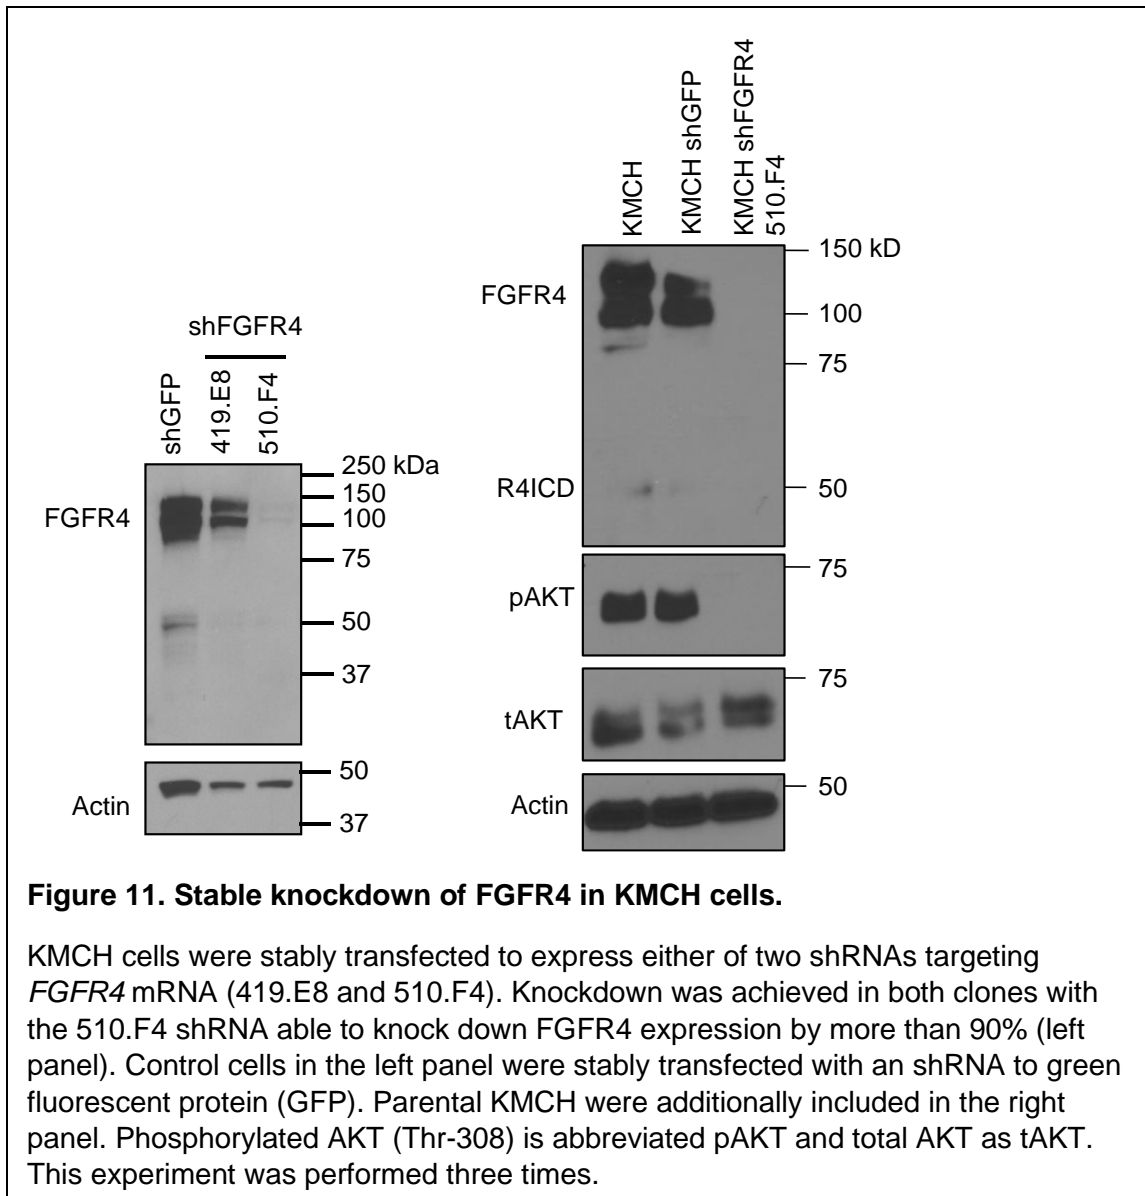 shFGFR4
shGFP
419.E8
510.F4
FGFR4
250 kDa
150
100
75
50
37
Actin
50
37
KMCH
KMCH shGFP
KMCH shFGFR4
510.F4
FGFR4
150 kD
100
75
R4ICD
50
pAKT
75
tAKT
75
Actin
50
Figure 11. Stable knockdown of FGFR4 in KMCH cells.
KMCH cells were stably transfected to express either of two shRNAs targeting
FGFR4 mRNA (419.E8 and 510.F4). Knockdown was achieved in both clones with
the 510.F4 shRNA able to knock down FGFR4 expression by more than 90% (left
panel). Control cells in the left panel were stably transfected with an shRNA to green
fluorescent protein (GFP). Parental KMCH were additionally included in the right
panel. Phosphorylated AKT (Thr-308) is abbreviated pAKT and total AKT as tAKT.
This experiment was performed three times.